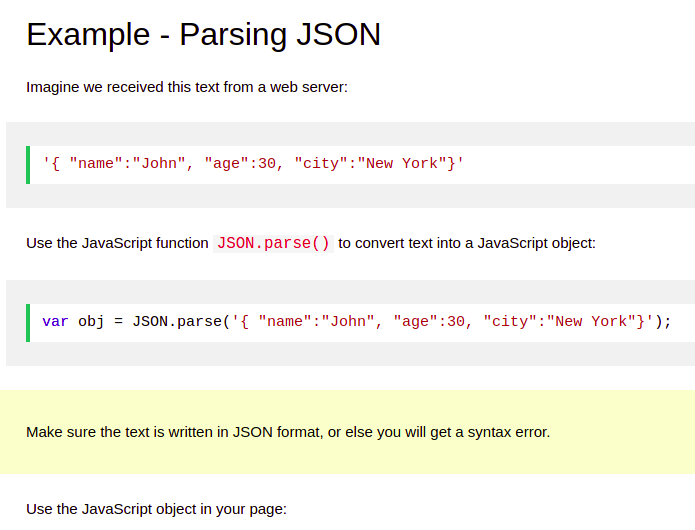 Example - Parsing JSON
Imagine we received this text from a web server:
'{ "name":"John", "age":30, "city":"New York"}'
Use the JavaScript function JSON.parse() to convert text into a JavaScript object:
var obj = JSON.parse('{ "name":"John", "age":30, "city":"New York"}');
Make sure the text is written in JSON format, or else you will get a syntax error.
Use the JavaScript object in your page: